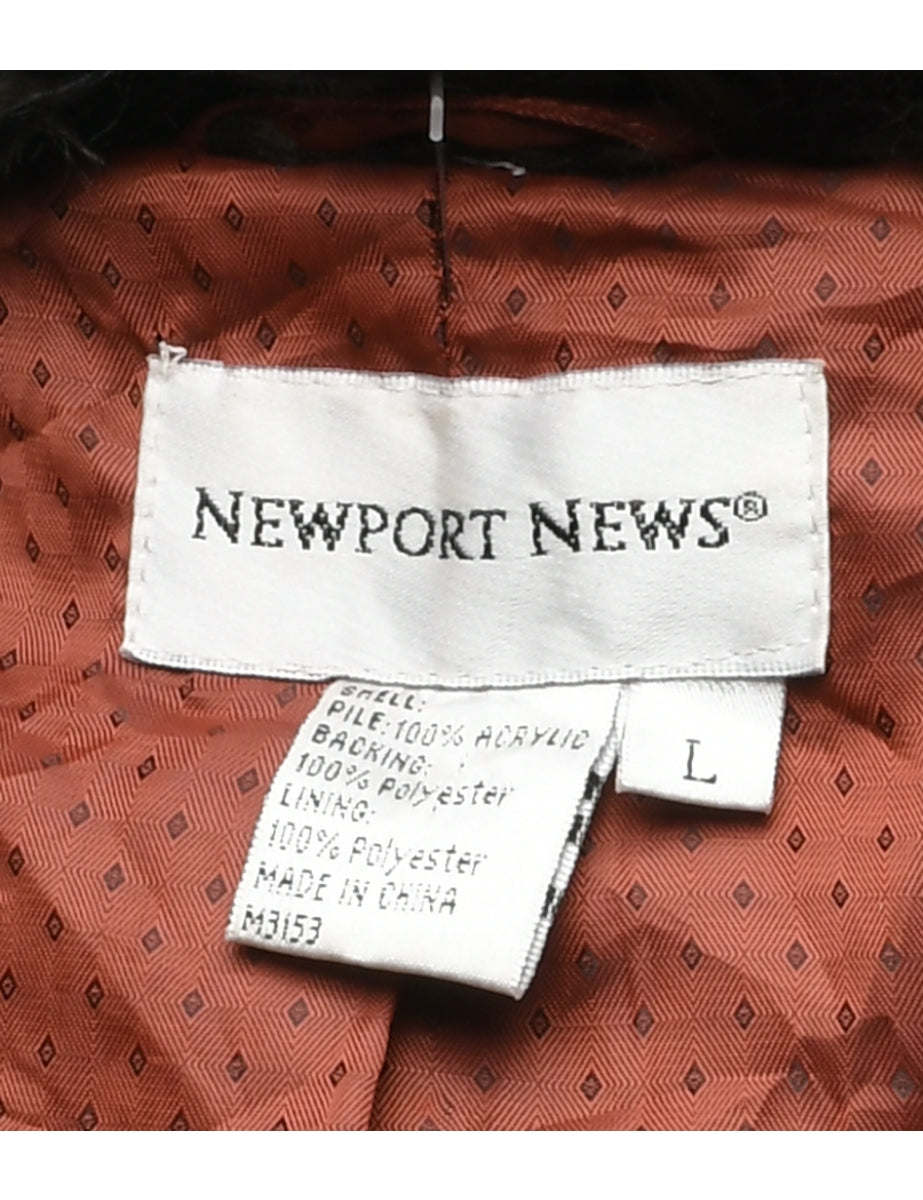 NEWPORT NEWS®
SHELL:
PILE:100% ACRYLIC
BACKING:
100% Polyester
LINING:
100% Polyester
MADE IN CHINA
M3153
L